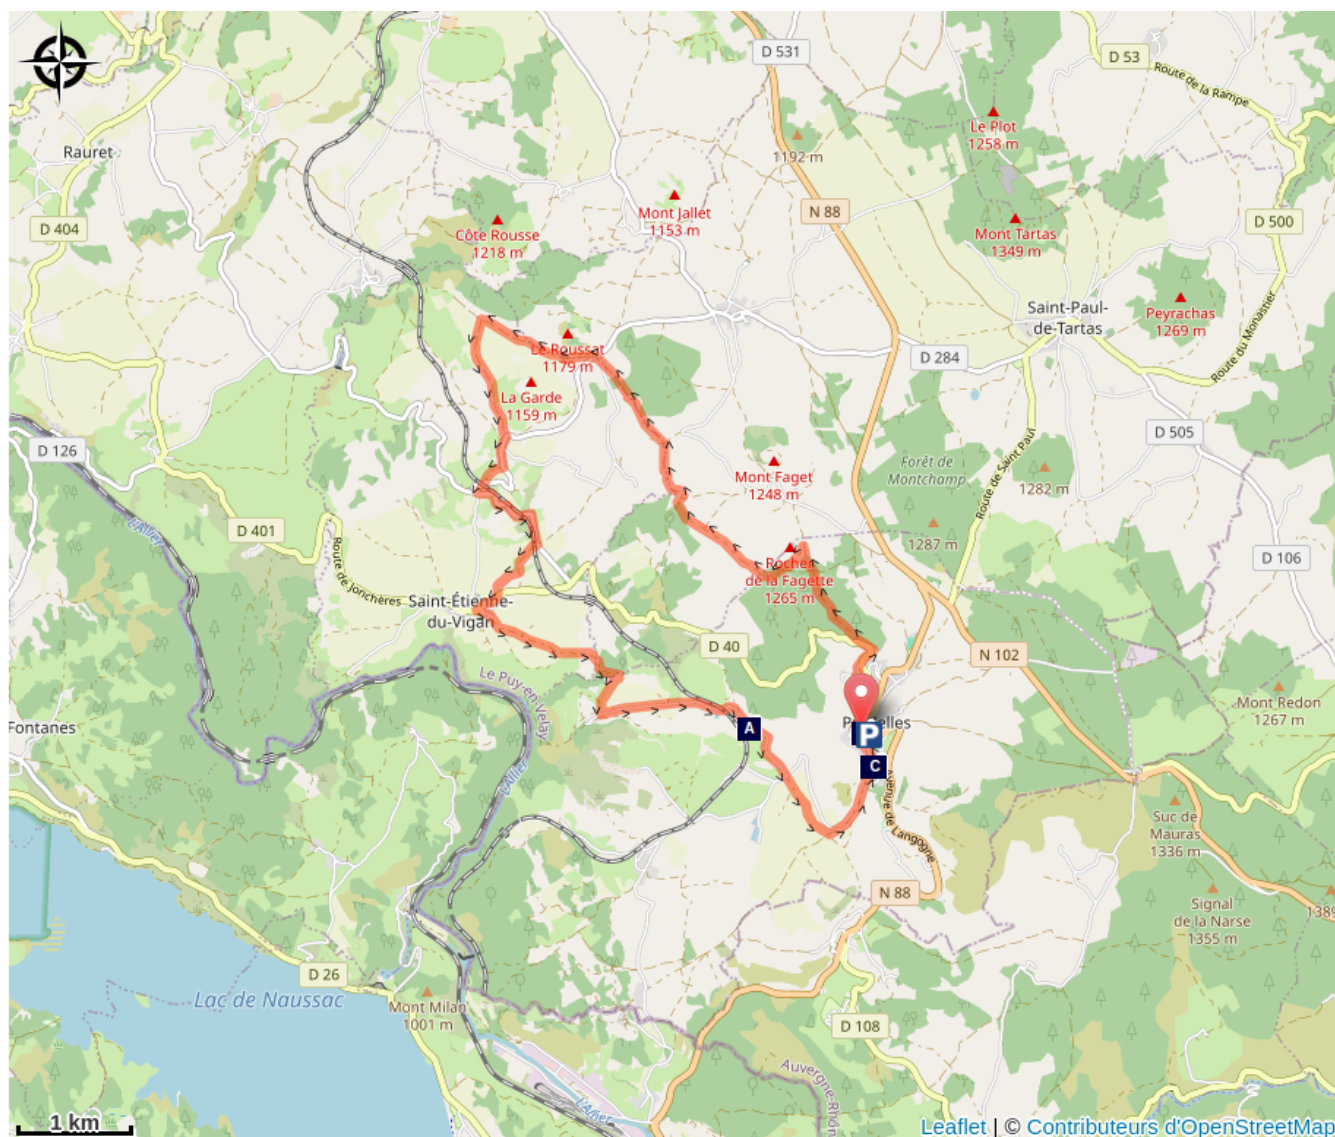 D 531
D 53
Route de la Rampe
1192 m
Le Plot
1258 m
Rauret
D 404
Côte Rousse
1218 m
Mont Jallet
1153 m
N 88
Mont Tartas
1349 m
D 500
Saint-Paul-
de-Tartas
Peyrachas
1269 m
Route du Monastier
Le Roussat
1179 m
D 284
La Garde
1159 m
D 126
D 505
L'Allier
Mont Faget
1248 m
Forêt de
Montchamp
Route de Saint Paul
1282 m
D 401
1287 m
D 106
Route de Jonchères
Rocher
de la Fagette
1265 m
Saint-Étienne-
du-Vigan
D 40
N 102
Le Puy-en-Velay
Mont Redon
1267 m
Fontanes
A
P
C
L'Allier
Avenue de Langogne
Suc de
Mauras
1336 m
N 88
Signal
de la Narse
1355 m
1389
D 26
Lac de Naussac
Mont Milan
1001 m
D 108
Auvergne-Rhôn
L'Allier
1 km
Leaflet | © Contributeurs d'OpenStreetMap